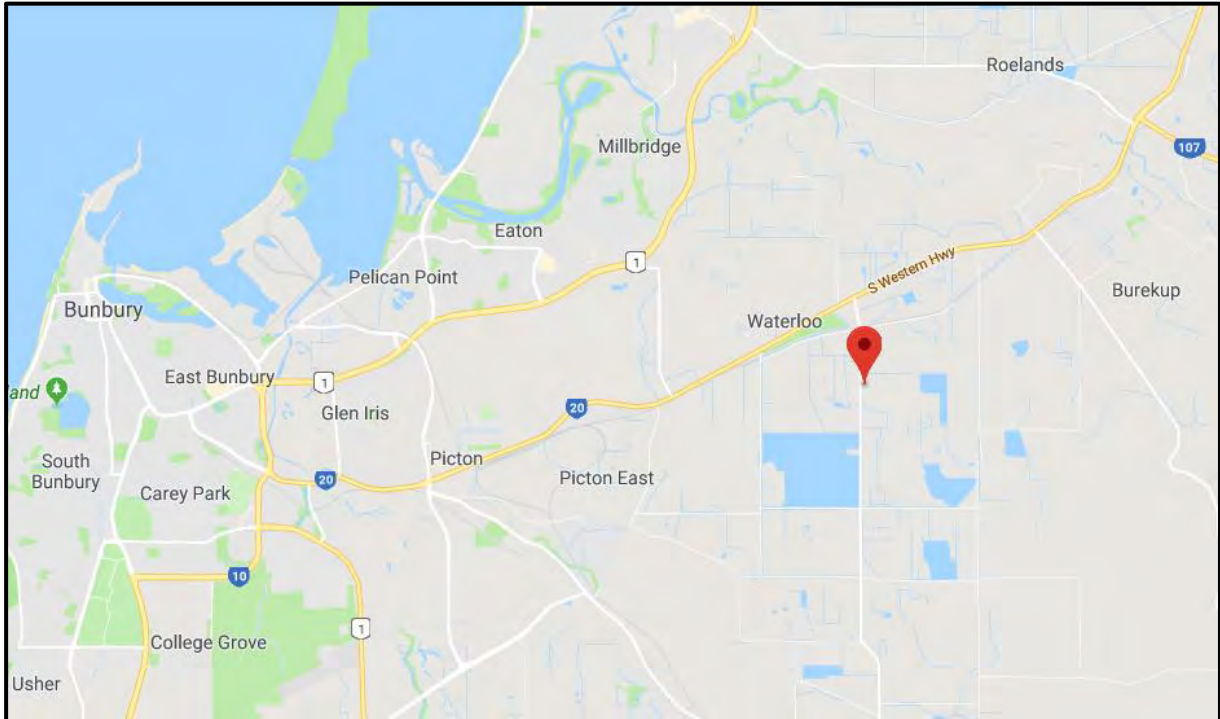 Roelands
107
Millbridge
Eaton
1
S Western Hwy
Pelican Point
Burekup
Bunbury
Waterloo
East Bunbury
1
land
Glen Iris
20
South
Bunbury
Picton
20
Picton East
Carey Park
10
1
College Grove
Usher